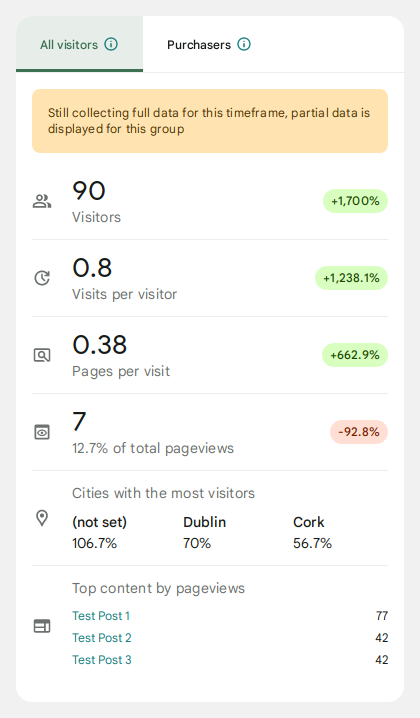 All visitors
Purchasers
Still collecting full data for this timeframe, partial data is
displayed for this group
90
Visitors
+1,700%
0.8
Visits per visitor
+1,238.1%
0.38
Pages per visit
+662.9%
7
12.7% of total pageviews
-92.8%
Cities with the most visitors
(not set) Dublin Cork
106.7% 70% 56.7%
Top content by pageviews
Test Post 1 77
Test Post 2 42
Test Post 3 42